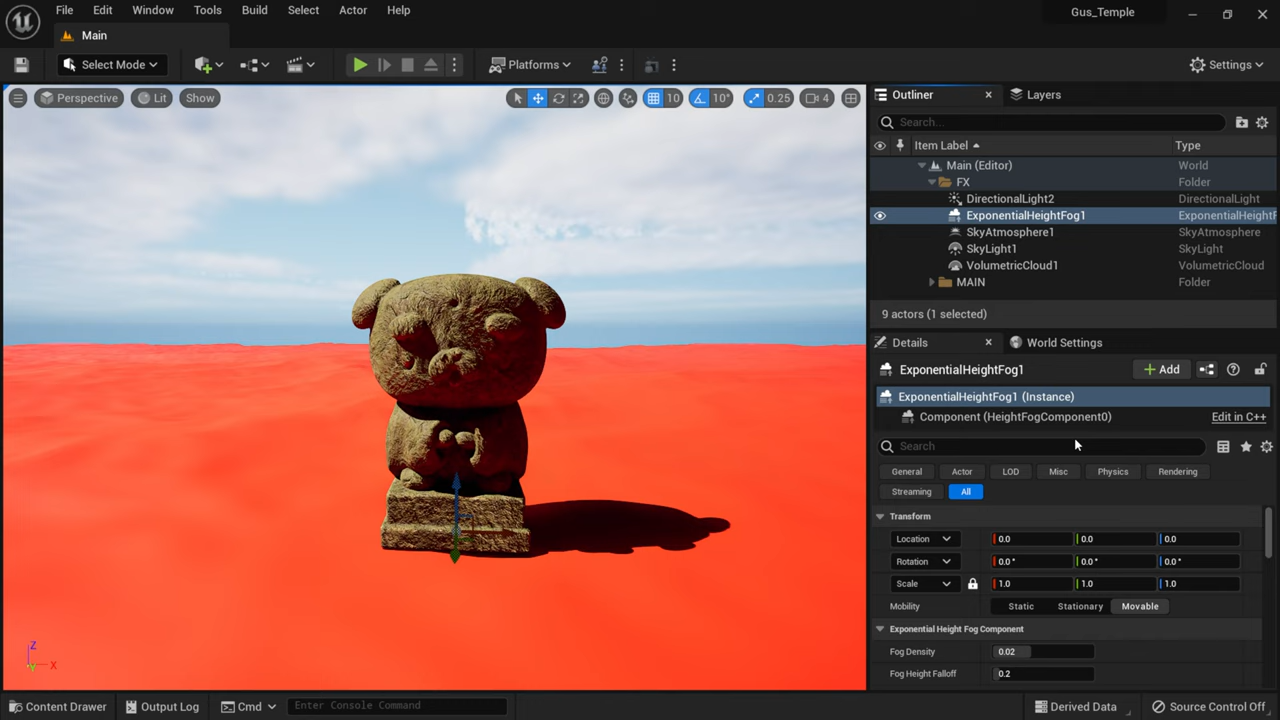 File Edit Window Tools Build Select Actor Help
Gus_Temple
Main
Select Mode
Platforms
Settings
Perspective Lit Show
10 10° 0.25 4
Outliner
Layers
Search...
Item Label Type
Main (Editor) World
FX Folder
DirectionalLight2 DirectionalLight
ExponentialHeightFog1 ExponentialHeightF
SkyAtmosphere1 SkyAtmosphere
SkyLight1 SkyLight
VolumetricCloud1 VolumetricCloud
MAIN Folder
9 actors (1 selected)
Details
World Settings
ExponentialHeightFog1
Add
ExponentialHeightFog1 (Instance)
Component (HeightFogComponent0) Edit in C++
Search
General Actor LOD Misc Physics Rendering
Streaming All
Transform
Location 0.0 0.0 0.0
Rotation 0.0° 0.0° 0.0°
Scale 1.0 1.0 1.0
Mobility Static Stationary Movable
Exponential Height Fog Component
Fog Density 0.02
Fog Height Falloff 0.2
Z
X
Y
Content Drawer Output Log Cmd Enter Console Command Derived Data Source Control Off